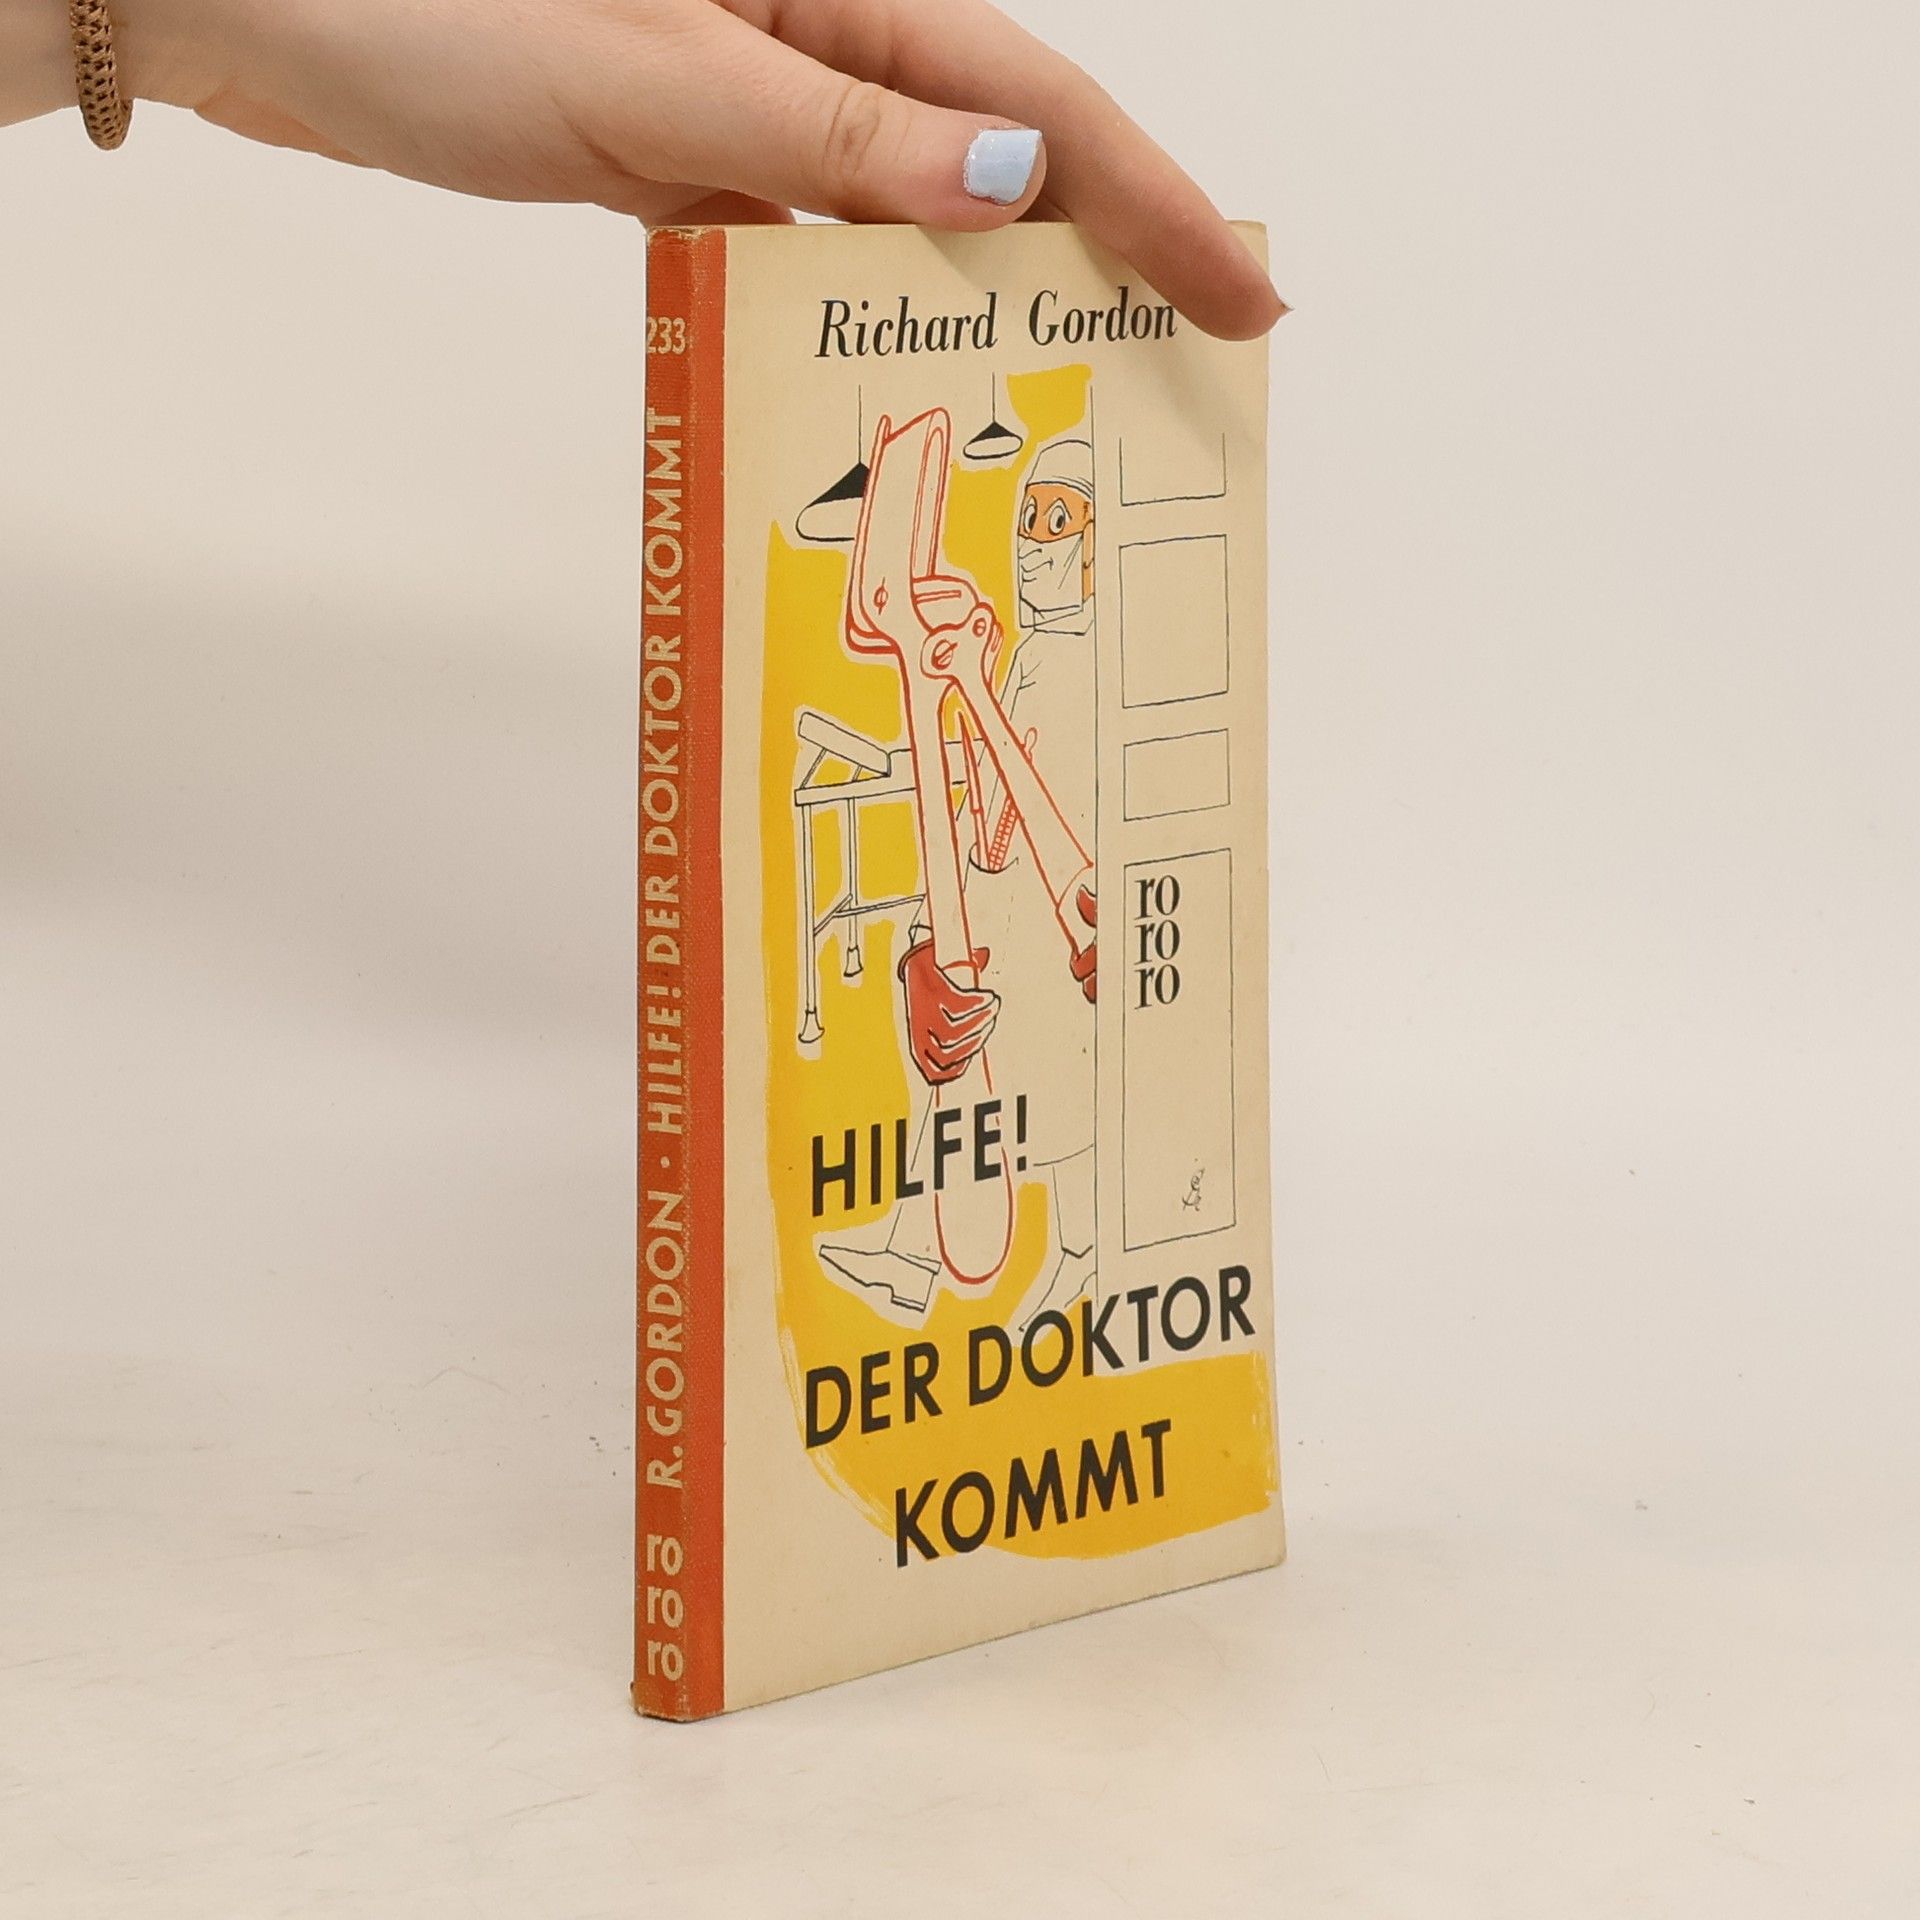 233
R. GORDON · HILFE! DER DOKTOR KOMMT
ro
ro
ro
Richard Gordon
ro
ro
ro
HILFE!
DER DOKTOR
KOMMT